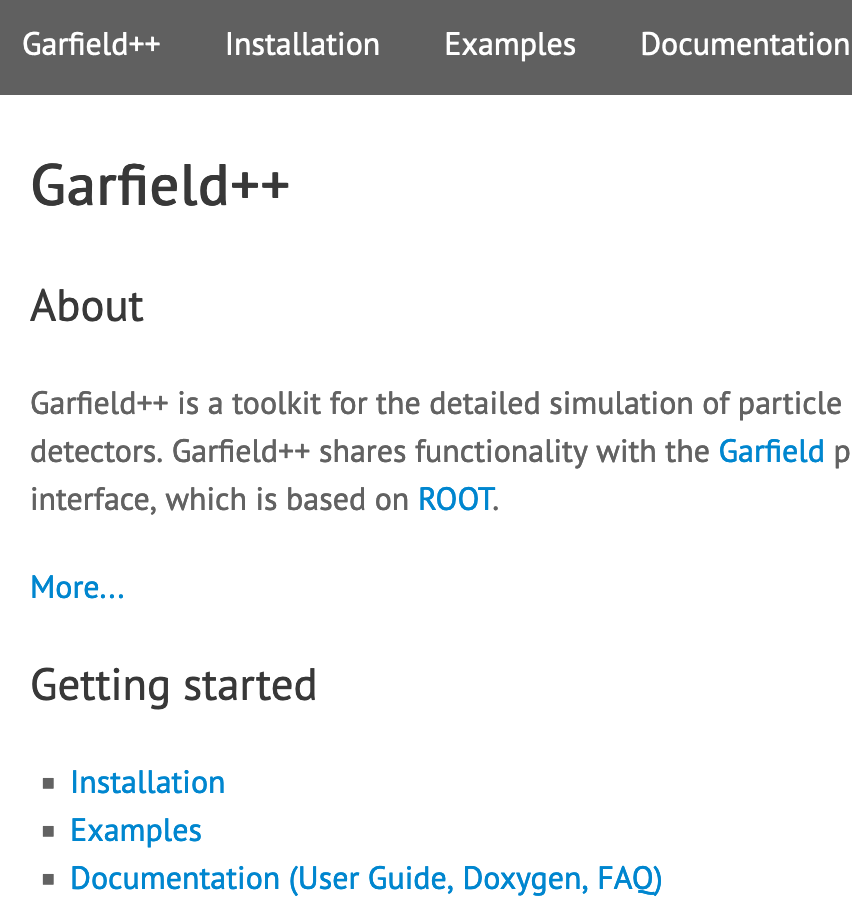 Garfield++ Installation Examples Documentation
Garfield++
About
Garfield++ is a toolkit for the detailed simulation of particle
detectors. Garfield++ shares functionality with the Garfield p
interface, which is based on ROOT.
More...
Getting started
Installation
Examples
Documentation (User Guide, Doxygen, FAQ)